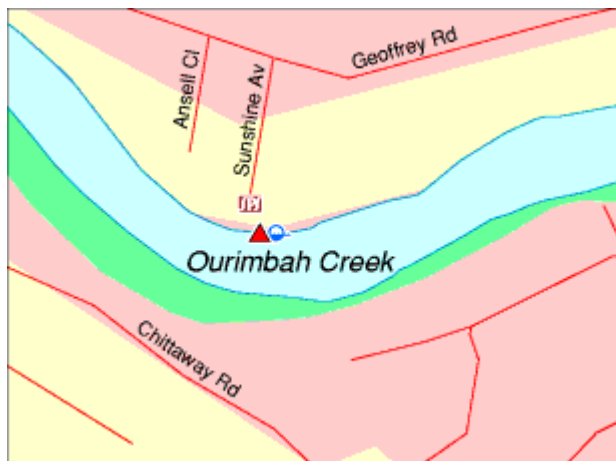 Geoffrey Rd
Ansell Cl
Sunshine Av
Ourimbah Creek
Chittaway Rd